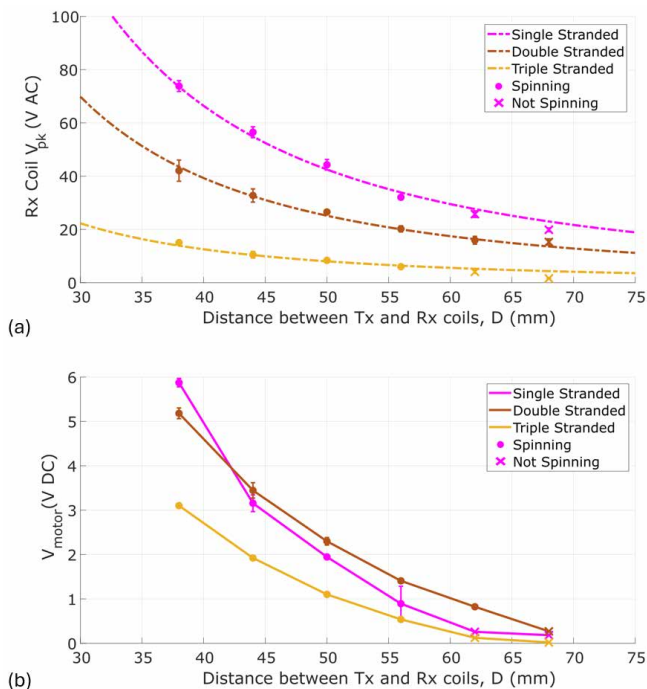 100
80
60
40
20
0
Rx Coil Vpk (V AC)
Single Stranded
Double Stranded
Triple Stranded
Spinning
Not Spinning
30 35 40 45 50 55 60 65 70 75
Distance between Tx and Rx coils, D (mm)
(a)
6
5
4
3
2
1
0
Vmotor(V DC)
Single Stranded
Double Stranded
Triple Stranded
Spinning
Not Spinning
30 35 40 45 50 55 60 65 70 75
Distance between Tx and Rx coils, D (mm)
(b)